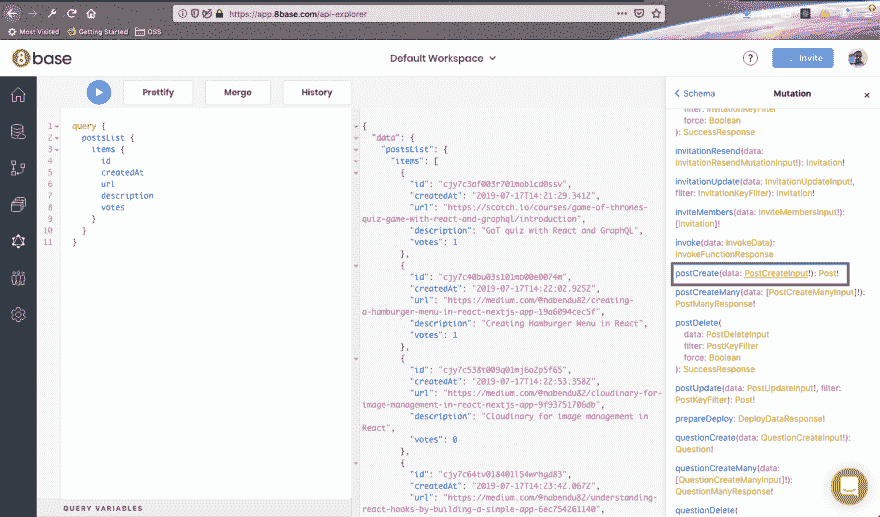 https://app.8base.com/api-explorer
Most Visited
Getting Started
OSS
8base
Default Workspace
?
Invite
Prettify
Merge
History
Schema
Mutation
×
1 query {
2 postsList {
3 items {
4 id
5 createdAt
6 url
7 description
8 votes
9 }
10 }
11 }
QUERY VARIABLES
{
"data": {
"postsList": {
"items": [
{
"id": "cjy7c3af003r701mob1cd0ssv",
"createdAt": "2019-07-17T14:21:29.341Z",
"url": "https://scotch.io/courses/game-of-thrones-
quiz-game-with-react-and-graphql/introduction",
"description": "GoT quiz with React and GraphQL",
"votes": 1
},
{
"id": "cjy7c40bu03s101mo00e0074m",
"createdAt": "2019-07-17T14:22:02.925Z",
"url": "https://medium.com/@nabendu82/creating-
a-hamburger-menu-in-react-nextjs-app-19a6094cec5f",
"description": "Creating Hamburger Menu in React",
"votes": 1
},
{
"id": "cjy7c538t009q01mj6o2p5f65",
"createdAt": "2019-07-17T14:22:53.358Z",
"url": "https://medium.com/@nabendu82/cloudinary-for-
image-management-in-react-nextjs-app-9f93751706db",
"description": "Cloudinary for image management in
React",
"votes": 0
},
{
"id": "cjy7c64tv018401l54wrhgd83",
"createdAt": "2019-07-17T14:23:42.067Z",
"url": "https://medium.com/@nabendu82/understanding-
react-hooks-by-building-a-simple-app-6ec754261140",
filter: InvitationKeyFilter
force: Boolean
): SuccessResponse
invitationResend(data:
InvitationResendMutationInput!): Invitation!
invitationUpdate(data: InvitationUpdateInput!,
filter: InvitationKeyFilter): Invitation!
inviteMembers(data: InviteMembersInput!):
[Invitation]!
invoke(data: InvokeData):
InvokeFunctionResponse
postCreate(data: PostCreateInput!): Post!
postCreateMany(data: [PostCreateManyInput]!):
PostManyResponse!
postDelete(
data: PostDeleteInput
filter: PostKeyFilter
force: Boolean
): SuccessResponse
postUpdate(data: PostUpdateInput!, filter:
PostKeyFilter): Post!
prepareDeploy: DeployDataResponse!
questionCreate(data: QuestionCreateInput!):
Question!
questionCreateMany(data:
[QuestionCreateManyInput]!):
QuestionManyResponse!
questionDelete(